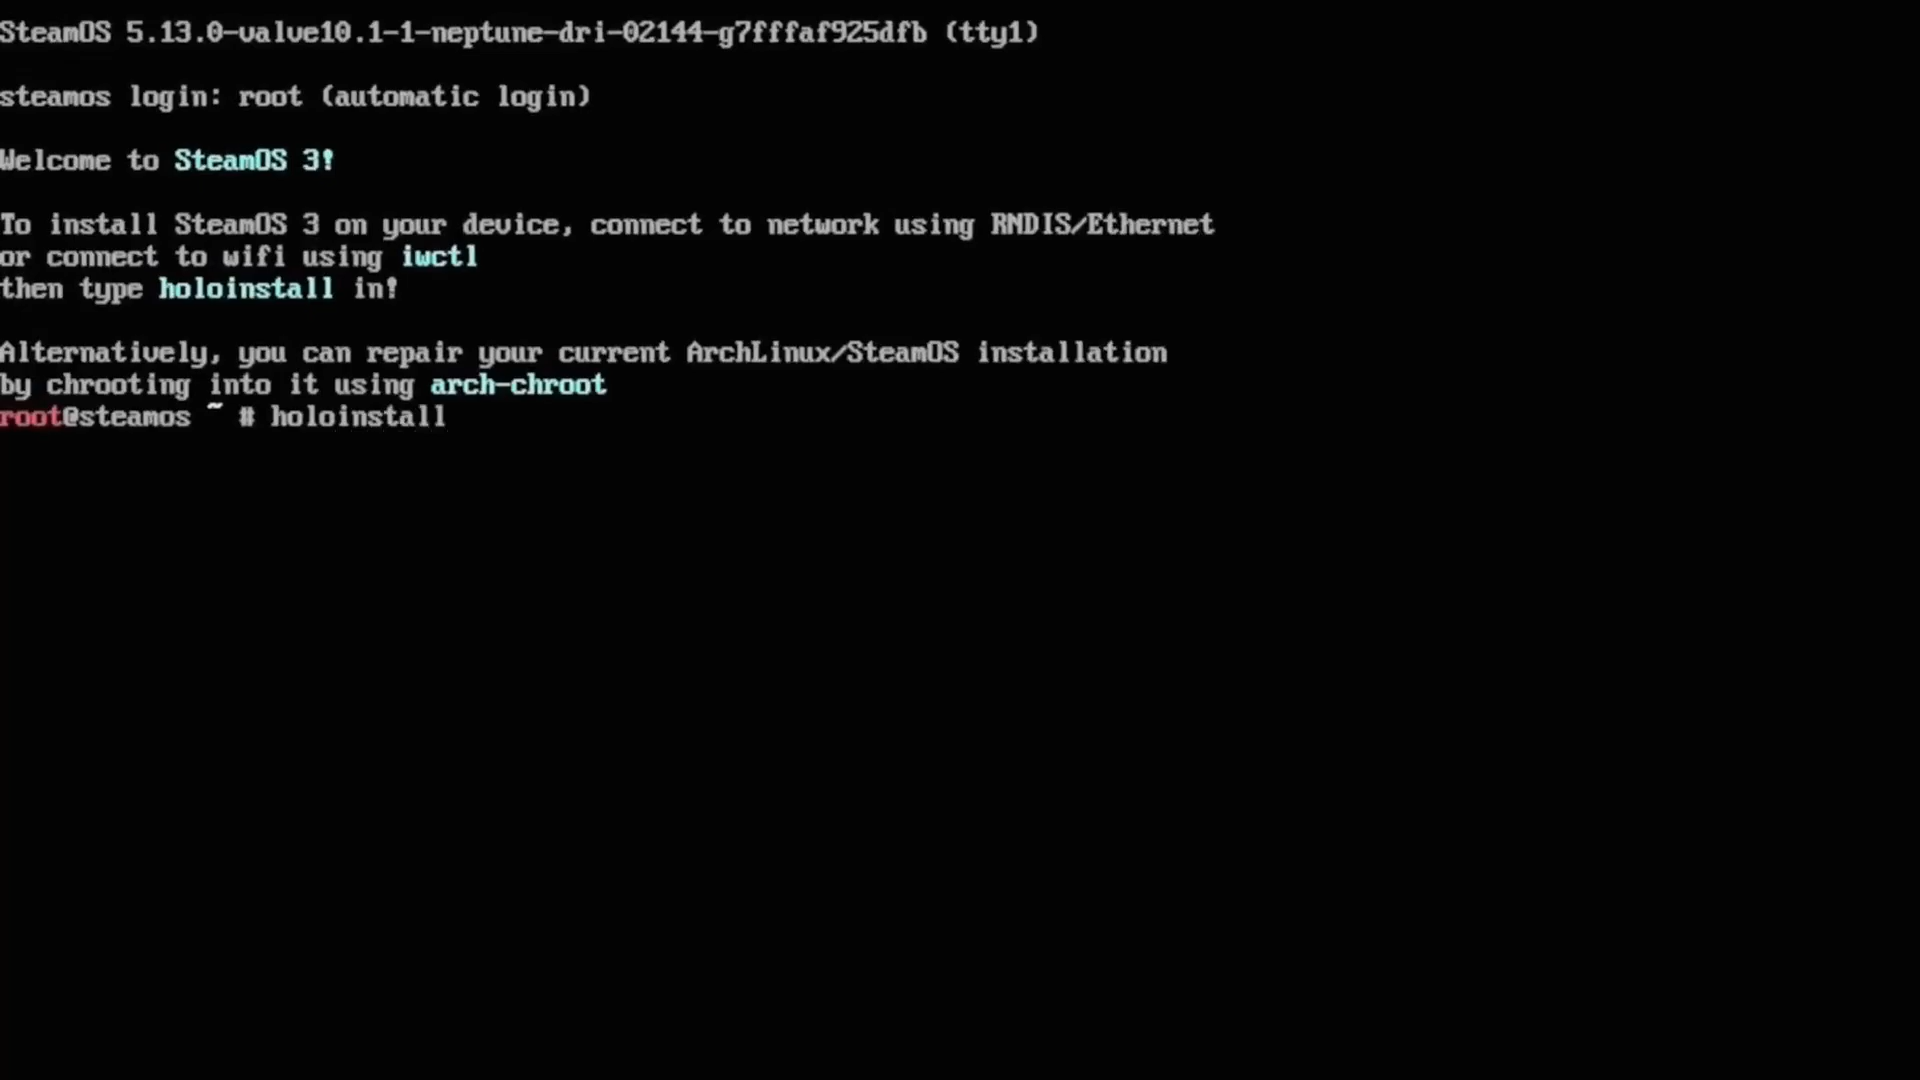 SteamOS 5.13.0-valve10.1-1-neptune-dri-02144-g7fffaf925dfb (tty1)
steamos login: root (automatic login)
Welcome to SteamOS 3!
To install SteamOS 3 on your device, connect to network using RNDIS/Ethernet
or connect to wifi using iwctl
then type holoinstall in!
Alternatively, you can repair your current ArchLinux/SteamOS installation
by chrooting into it using arch-chroot
root@steamos ~ # holoinstall